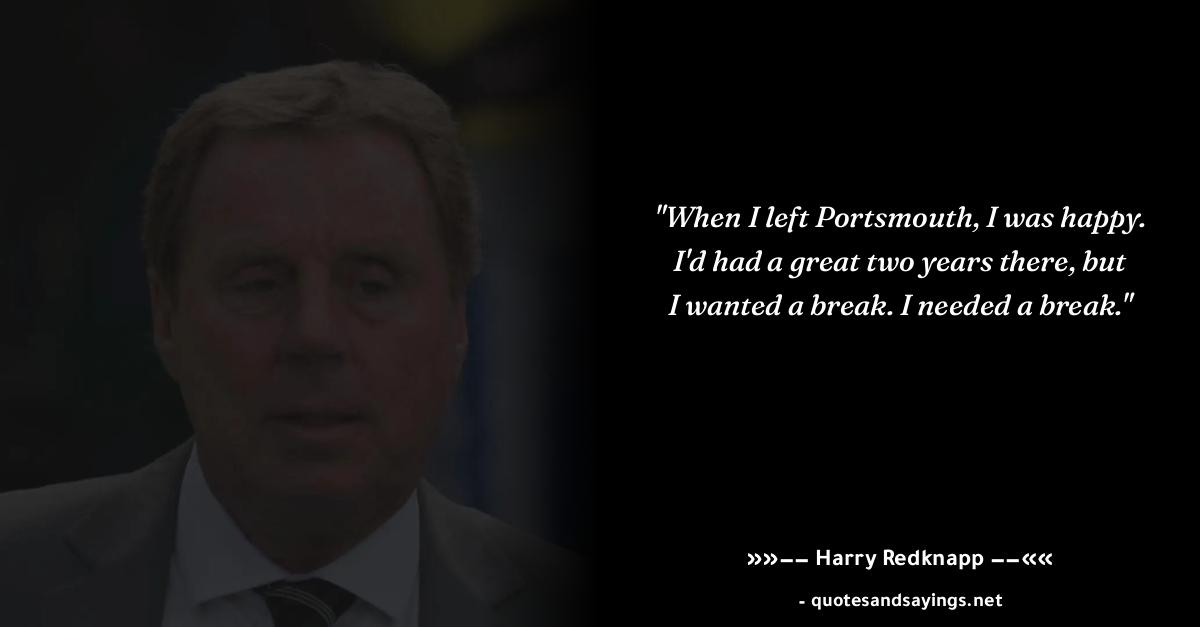 "When I left Portsmouth, I was happy.
I'd had a great two years there, but
I wanted a break. I needed a break."
»»−− Harry Redknapp −−««
- quotesandsayings.net